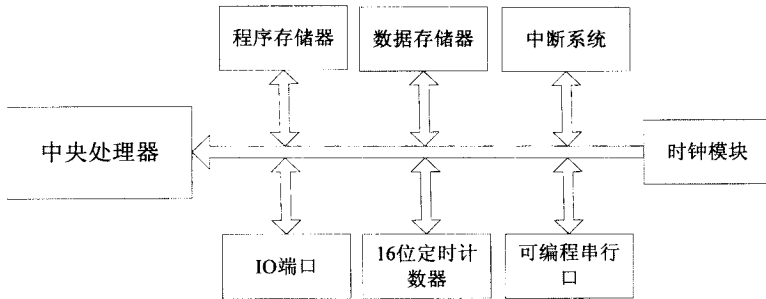 程序存储器
数据存储器
中断系统
中央处理器
时钟模块
IO端口
16位定时计
数器
可编程串行
口